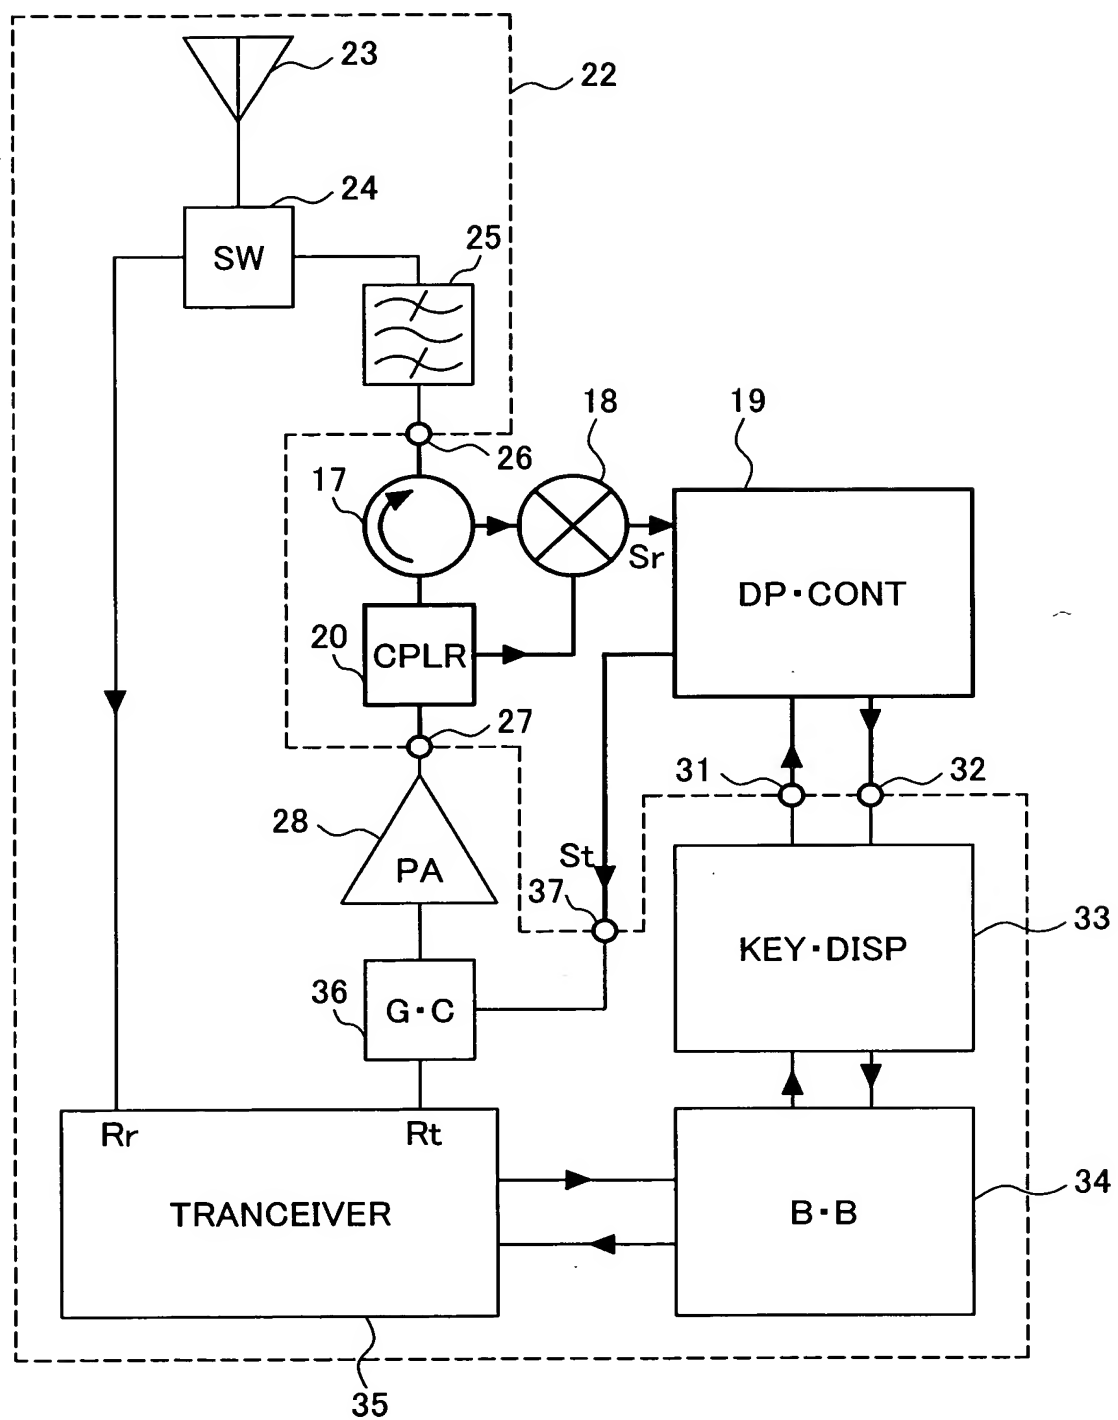 23
22
24
SW
25
26
18
19
17
Sr
DP・CONT
20
CPLR
27
31
32
28
PA
St
37
33
KEY・DISP
36
G・C
Rr
Rt
34
TRANCEIVER
B・B
35